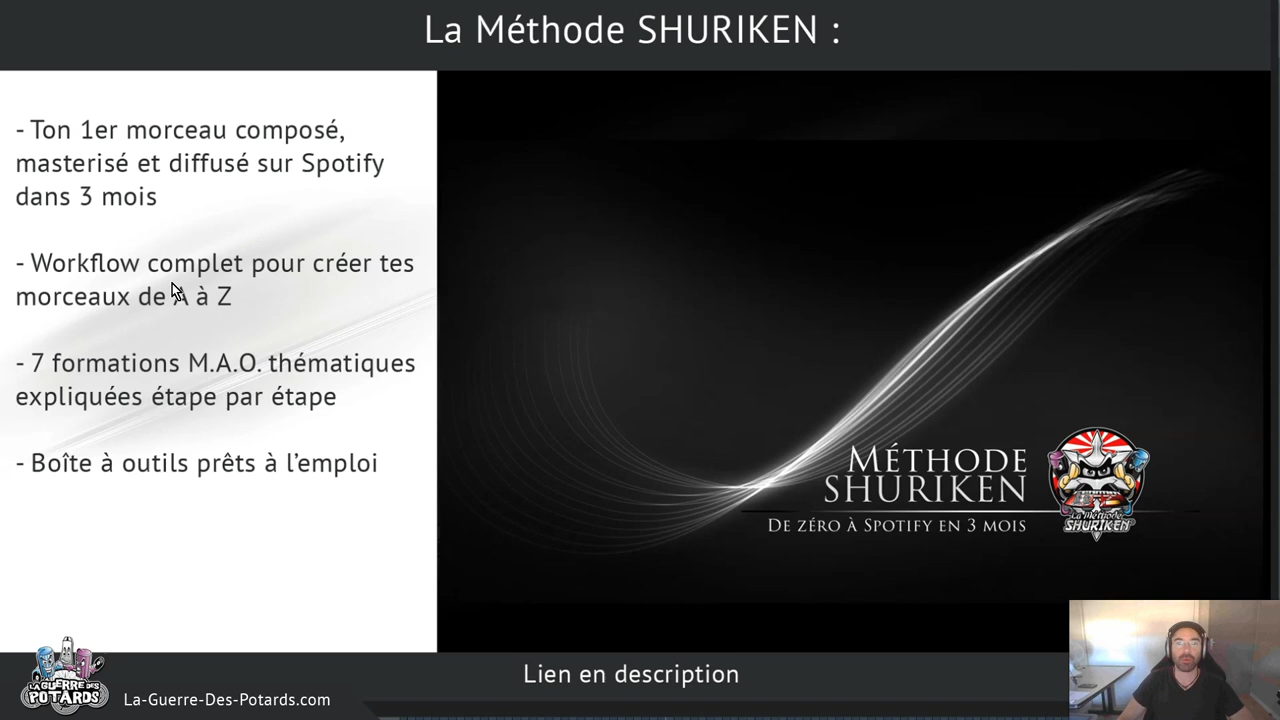 La Méthode SHURIKEN :
- Ton 1er morceau composé,
masterisé et diffusé sur Spotify
dans 3 mois
- Workflow complet pour créer tes
morceaux de A à Z
- 7 formations M.A.O. thématiques
expliquées étape par étape
- Boîte à outils prêts à l’emploi
MÉTHODE
SHURIKEN
DE ZÉRO À SPOTIFY EN 3 MOIS
La Méthode
SHURIKEN
Lien en description
LA GUERRE DES
POTARDS
La-Guerre-Des-Potards.com